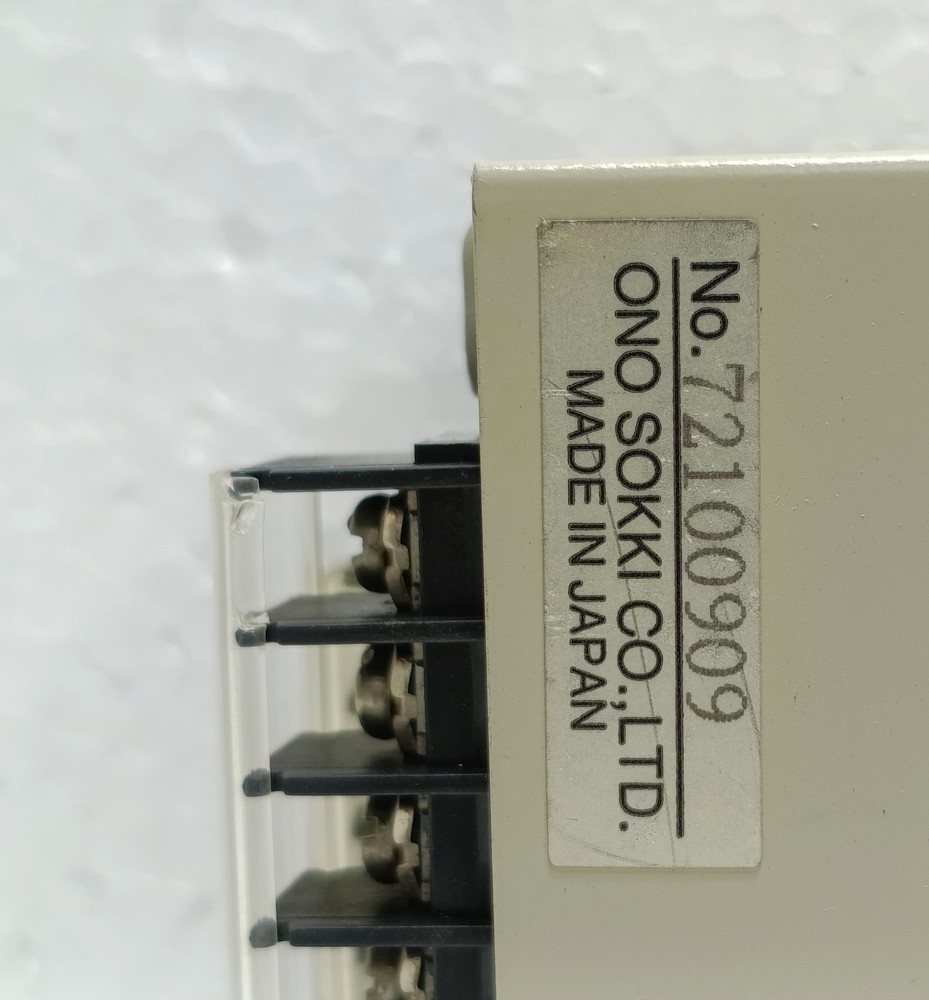 No. 72100909
ONO SOKKI CO.,LTD.
MADE IN JAPAN